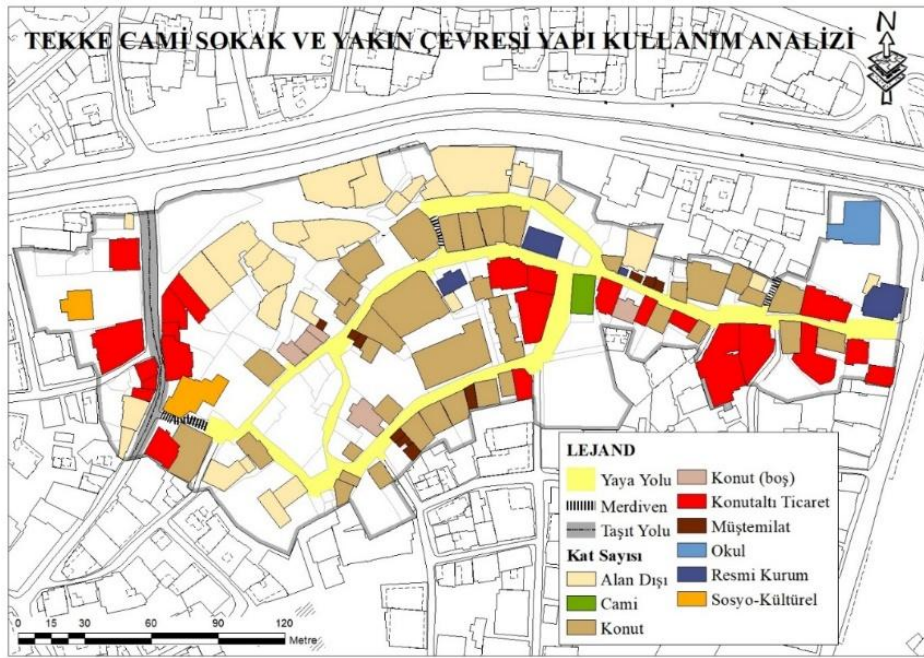 TEKKE CAMİ SOKAK VE YAKIN ÇEVRESİ YAPI KULLANIM ANALİZİ
N
LEJAND
Yaya Yolu
Merdiven
Taşıt Yolu
Kat Sayısı
Alan Dışı
Cami
Konut
Konut (boş)
Konutaltı Ticaret
Müştemilat
Okul
Resmi Kurum
Sosyo-Kültürel
0 15 30 60 90 120
Metre